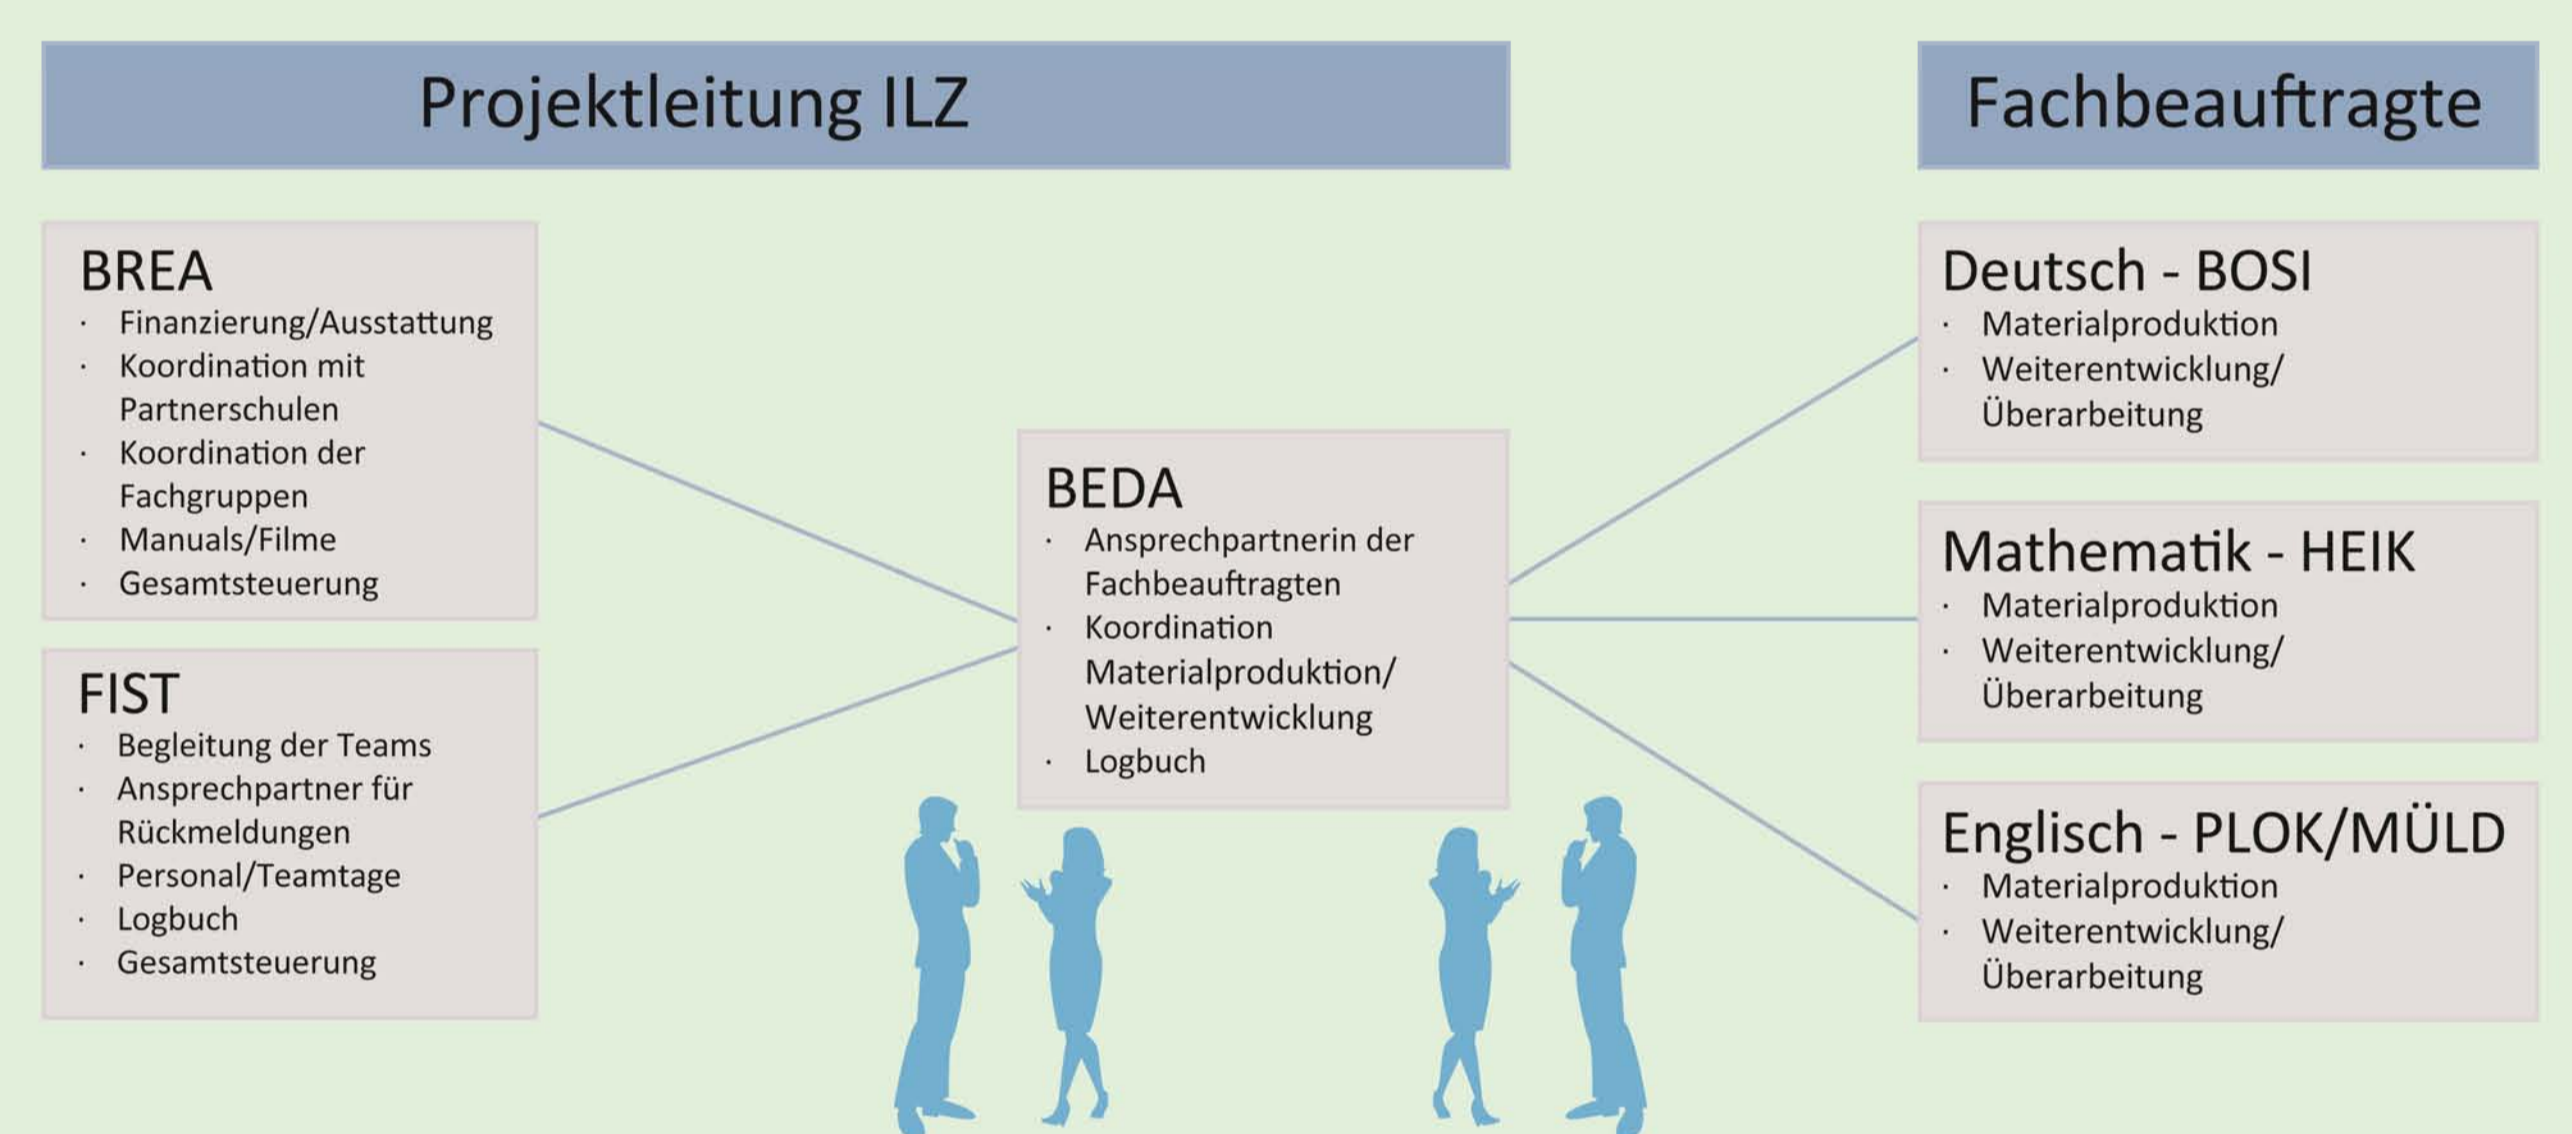 Projektleitung ILZ
Fachbeauftragte
BREA
· Finanzierung/Ausstattung
· Koordination mit
Partnerschulen
· Koordination der
Fachgruppen
· Manuals/Filme
· Gesamtsteuerung
FIST
· Begleitung der Teams
· Ansprechpartner für
Rückmeldungen
· Personal/Teamtage
· Logbuch
· Gesamtsteuerung
BEDA
· Ansprechpartnerin der
Fachbeauftragten
· Koordination
Materialproduktion/
Weiterentwicklung
· Logbuch
Deutsch - BOSI
· Materialproduktion
· Weiterentwicklung/
Überarbeitung
Mathematik - HEIK
· Materialproduktion
· Weiterentwicklung/
Überarbeitung
Englisch - PLOK/MÜLD
· Materialproduktion
· Weiterentwicklung/
Überarbeitung